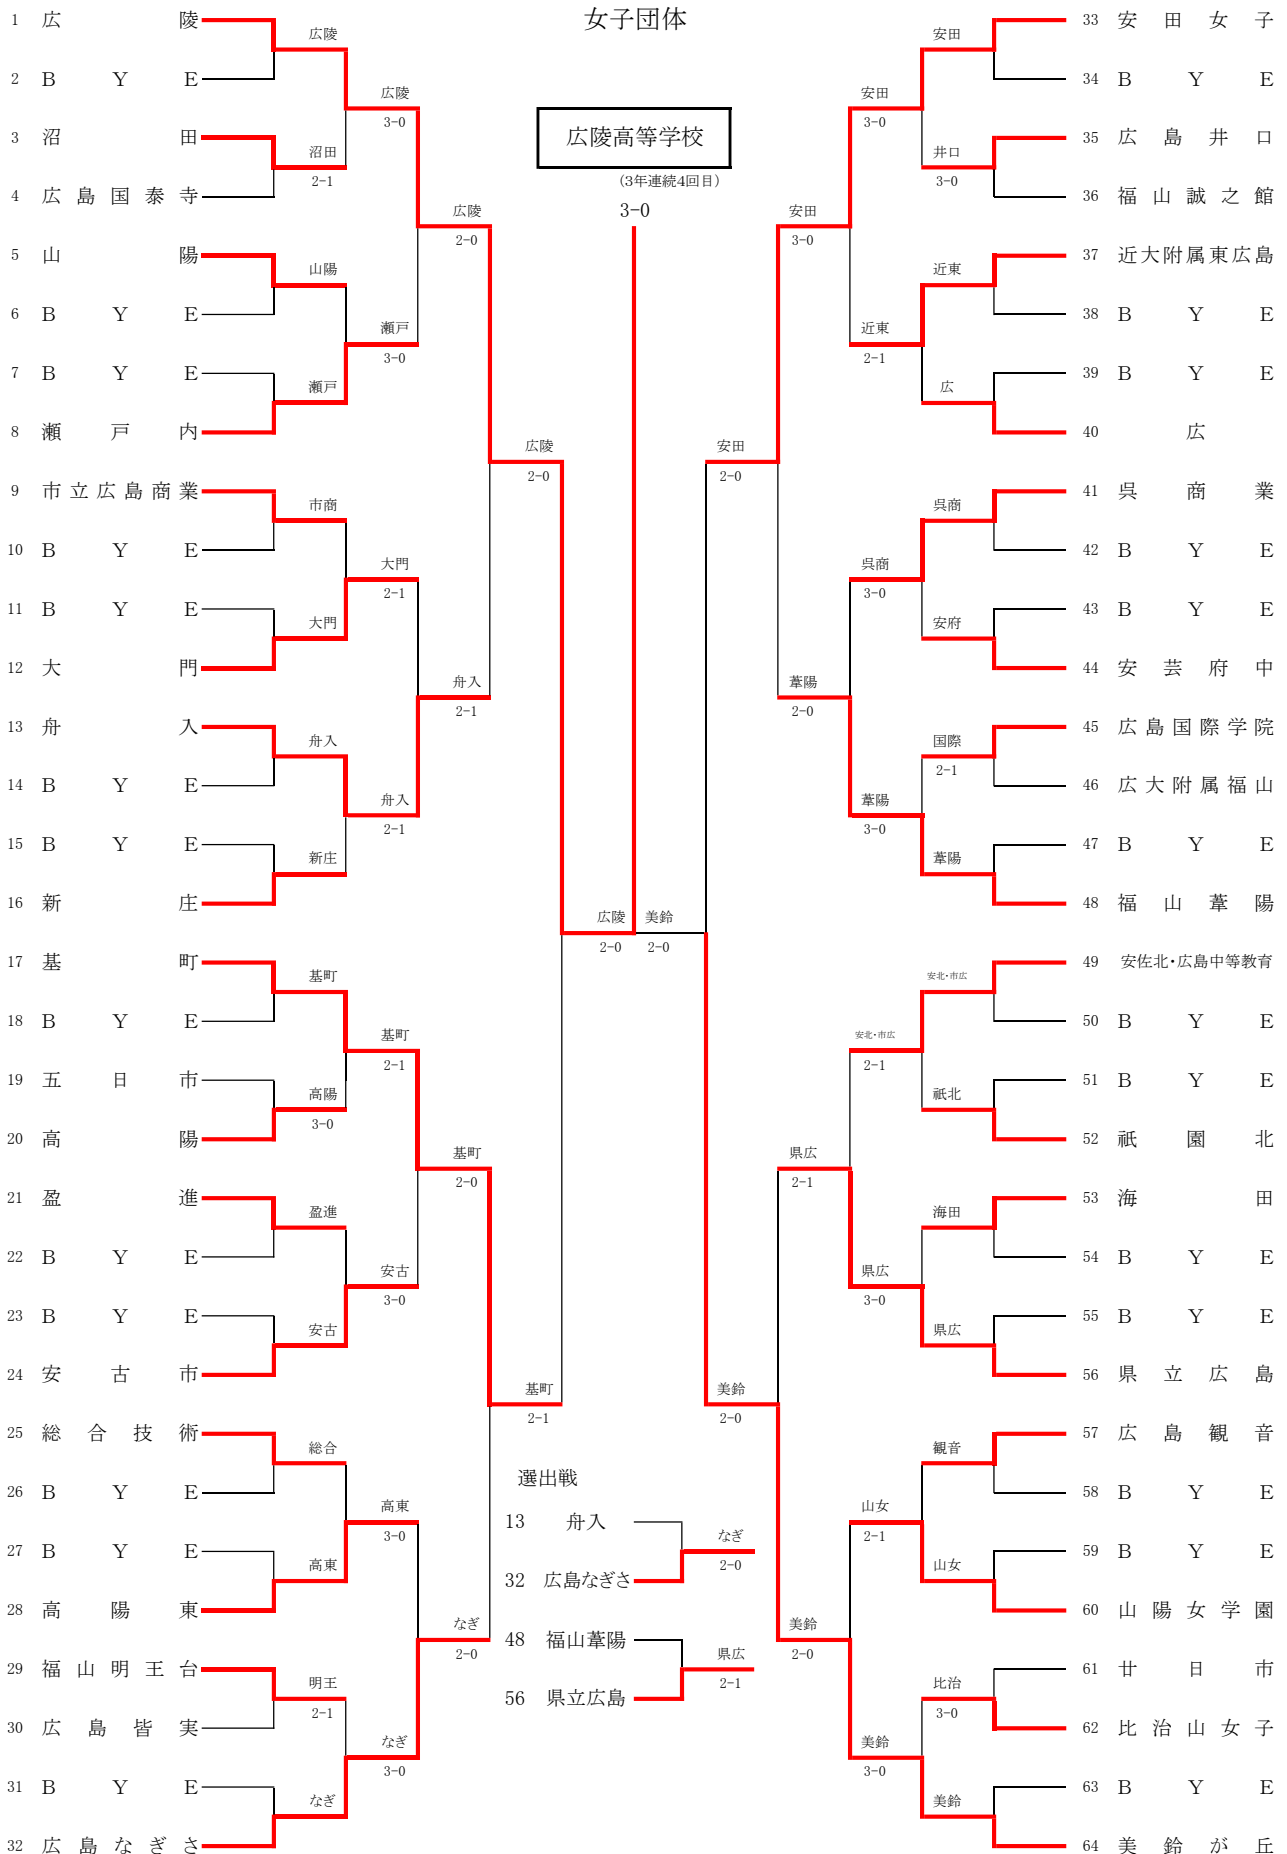 女子団体
広陵高等学校
(3年連続4回目)
3-0
1 広陵
2 BYE
3 沼田
4 広島国泰寺
5 山陽
6 BYE
7 BYE
8 瀬戸内
9 市立広島商業
10 BYE
11 BYE
12 大門
13 舟入
14 BYE
15 BYE
16 新庄
17 基町
18 BYE
19 五日市
20 高陽
21 盈進
22 BYE
23 BYE
24 安古市
25 総合技術
26 BYE
27 BYE
28 高陽東
29 福山明王台
30 広島皆実
31 BYE
32 広島なぎさ
広陵
沼田
2-1
山陽
瀬戸
市商
大門
舟入
新庄
基町
高陽
3-0
盈進
安古
総合
高東
明王
2-1
なぎ
広陵
3-0
瀬戸
3-0
大門
2-1
舟入
2-1
基町
2-1
安古
3-0
高東
3-0
なぎ
3-0
広陵
2-0
舟入
2-1
基町
2-0
なぎ
2-0
広陵
2-0
基町
2-1
広陵
2-0
美鈴
2-0
安田
2-0
美鈴
2-0
安田
3-0
葦陽
2-0
県広
2-1
美鈴
2-0
安田
3-0
近東
2-1
呉商
3-0
葦陽
3-0
安北・市広
2-1
県広
3-0
山女
2-1
美鈴
3-0
安田
井口
3-0
近東
広
呉商
安府
国際
2-1
葦陽
安北・市広
祇北
海田
県広
観音
山女
比治
3-0
美鈴
33 安田女子
34 BYE
35 広島井口
36 福山誠之館
37 近大附属東広島
38 BYE
39 BYE
40 広
41 呉商業
42 BYE
43 BYE
44 安芸府中
45 広島国際学院
46 広大附属福山
47 BYE
48 福山葦陽
49 安佐北・広島中等教育
50 BYE
51 BYE
52 祇園北
53 海田
54 BYE
55 BYE
56 県立広島
57 広島観音
58 BYE
59 BYE
60 山陽女学園
61 廿日市
62 比治山女子
63 BYE
64 美鈴が丘
選出戦
13 舟入
32 広島なぎさ
なぎ
2-0
48 福山葦陽
56 県立広島
県広
2-1